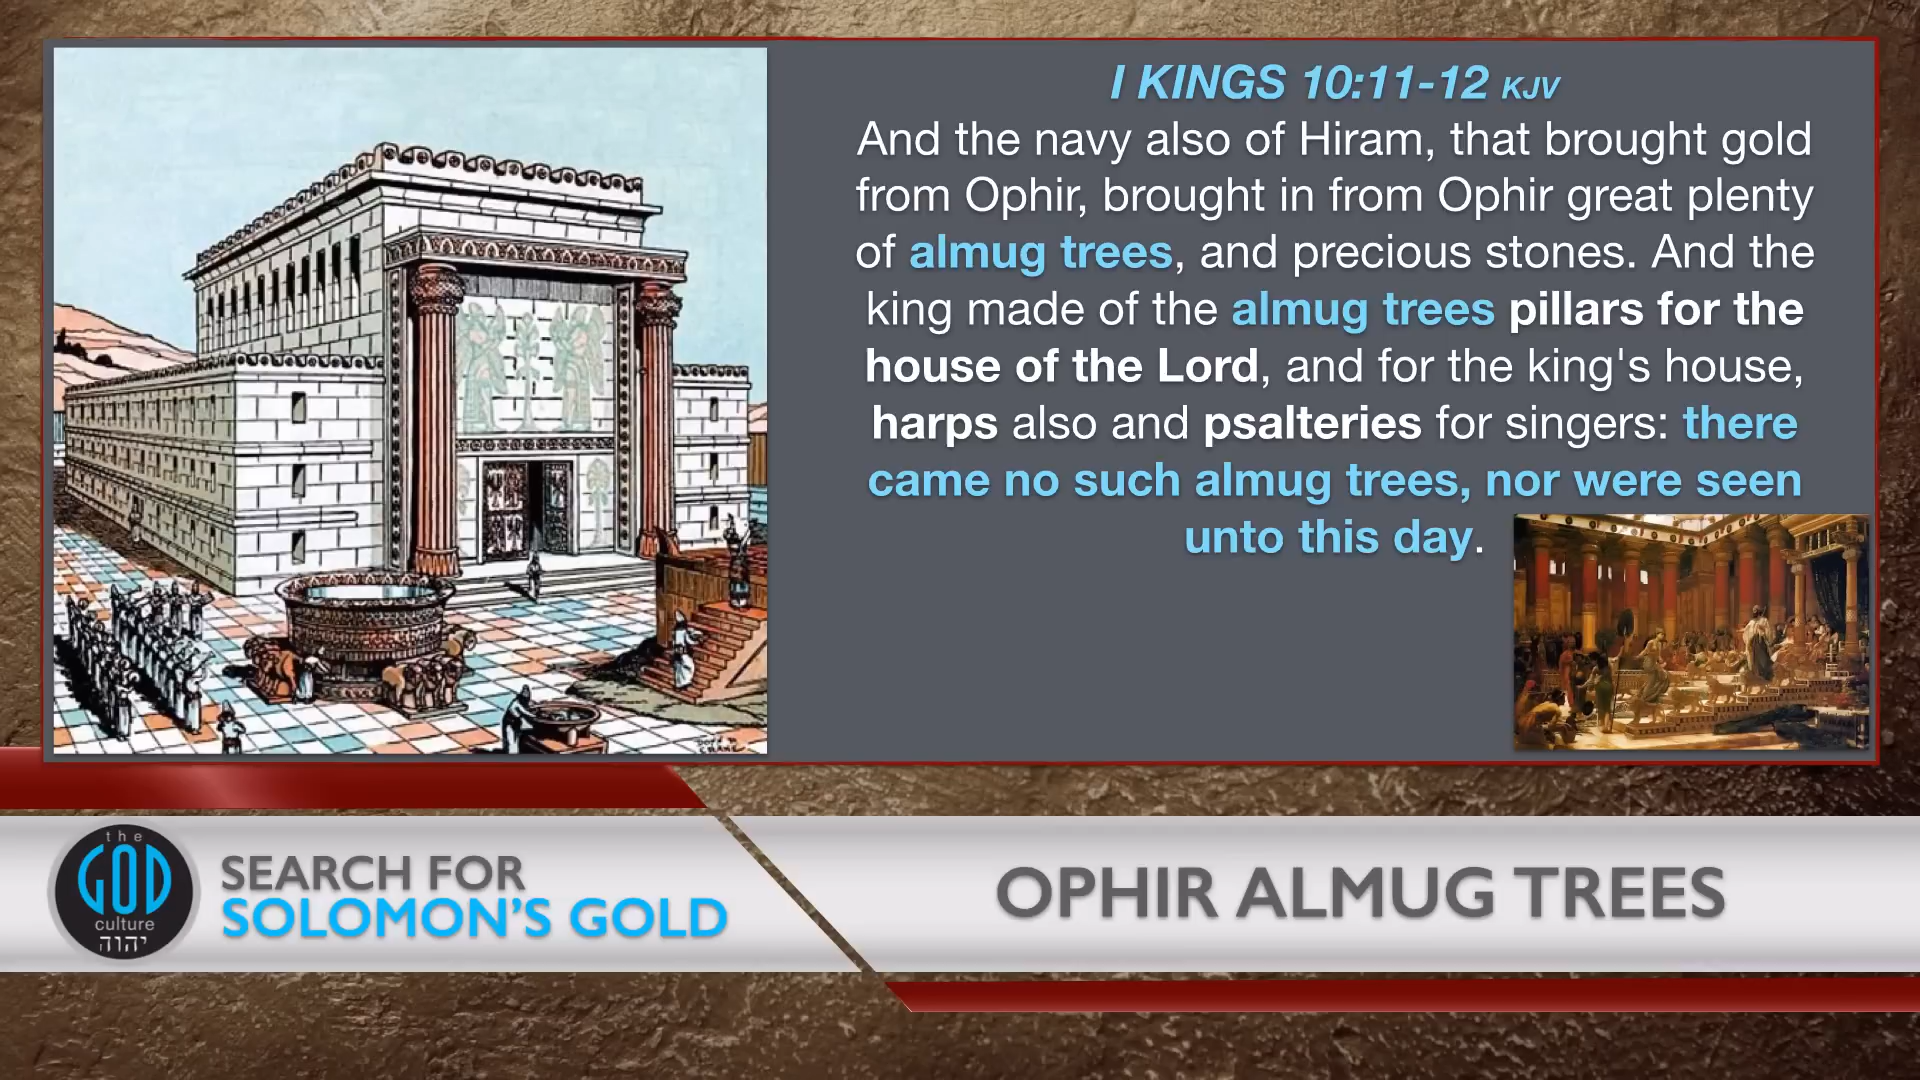 I KINGS 10:11-12 KJV
And the navy also of Hiram, that brought gold
from Ophir, brought in from Ophir great plenty
of almug trees, and precious stones. And the
king made of the almug trees pillars for the
house of the Lord, and for the king's house,
harps also and psalteries for singers: there
came no such almug trees, nor were seen
unto this day.
the
GOD
culture
יהוה
SEARCH FOR
SOLOMON'S GOLD
OPHIR ALMUG TREES